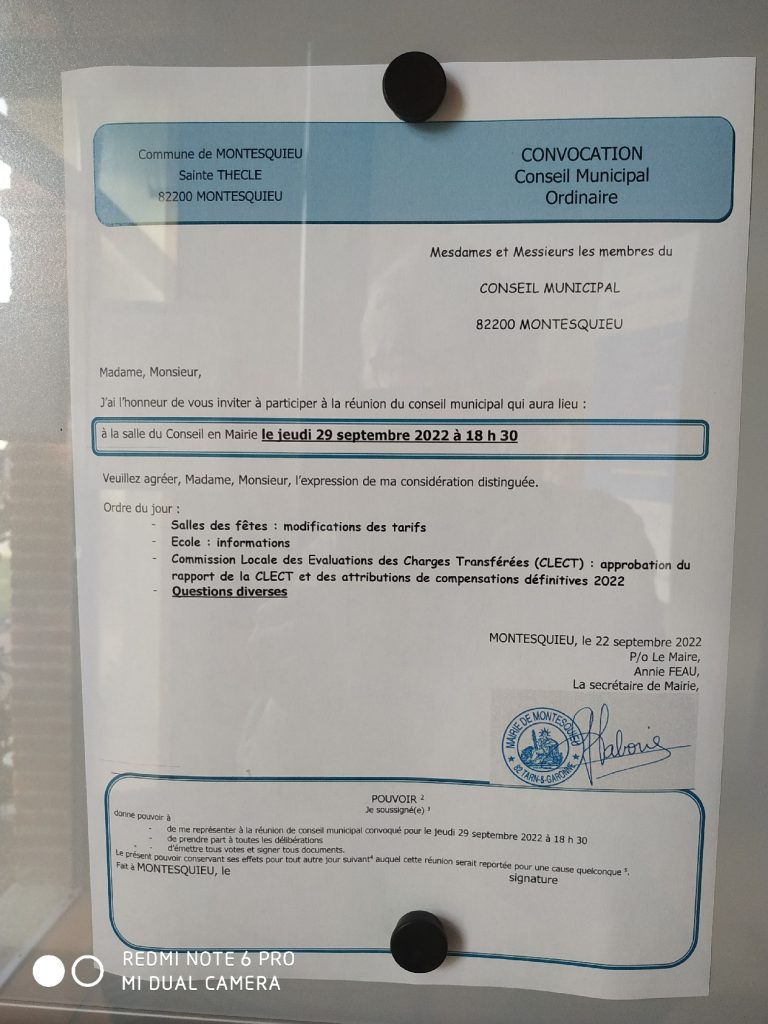 Commune de MONTESQUIEU
Sainte THECLE
82200 MONTESQUIEU
CONVOCATION
Conseil Municipal
Ordinaire
Mesdames et Messieurs les membres du
CONSEIL MUNICIPAL
82200 MONTESQUIEU
Madame, Monsieur,
J'ai l'honneur de vous inviter à participer à la réunion du conseil municipal qui aura lieu :
à la salle du Conseil en Mairie le jeudi 29 septembre 2022 à 18 h 30
Veuillez agréer, Madame, Monsieur, l'expression de ma considération distinguée.
Ordre du jour :
- Salles des fêtes : modifications des tarifs
- Ecole : informations
- Commission Locale des Evaluations des Charges Transférées (CLECT) : approbation du
rapport de la CLECT et des attributions de compensations définitives 2022
- Questions diverses
MONTESQUIEU, le 22 septembre 2022
P/o Le Maire,
Annie FEAU,
La secrétaire de Mairie,
MAIRIE DE MONTESQUIEU
82 TARN-&-GARONNE
POUVOIR ²
Je soussigné(e) ³
donne pouvoir à
- de me représenter à la réunion de conseil municipal convoqué pour le jeudi 29 septembre 2022 à 18 h 30
- de prendre part à toutes les délibérations
- d'émettre tous votes et signer tous documents.
Le présent pouvoir conservant ses effets pour tout autre jour suivant⁴ auquel cette réunion serait reportée pour une cause quelconque ⁵.
Fait à MONTESQUIEU, le
signature
REDMI NOTE 6 PRO
MI DUAL CAMERA